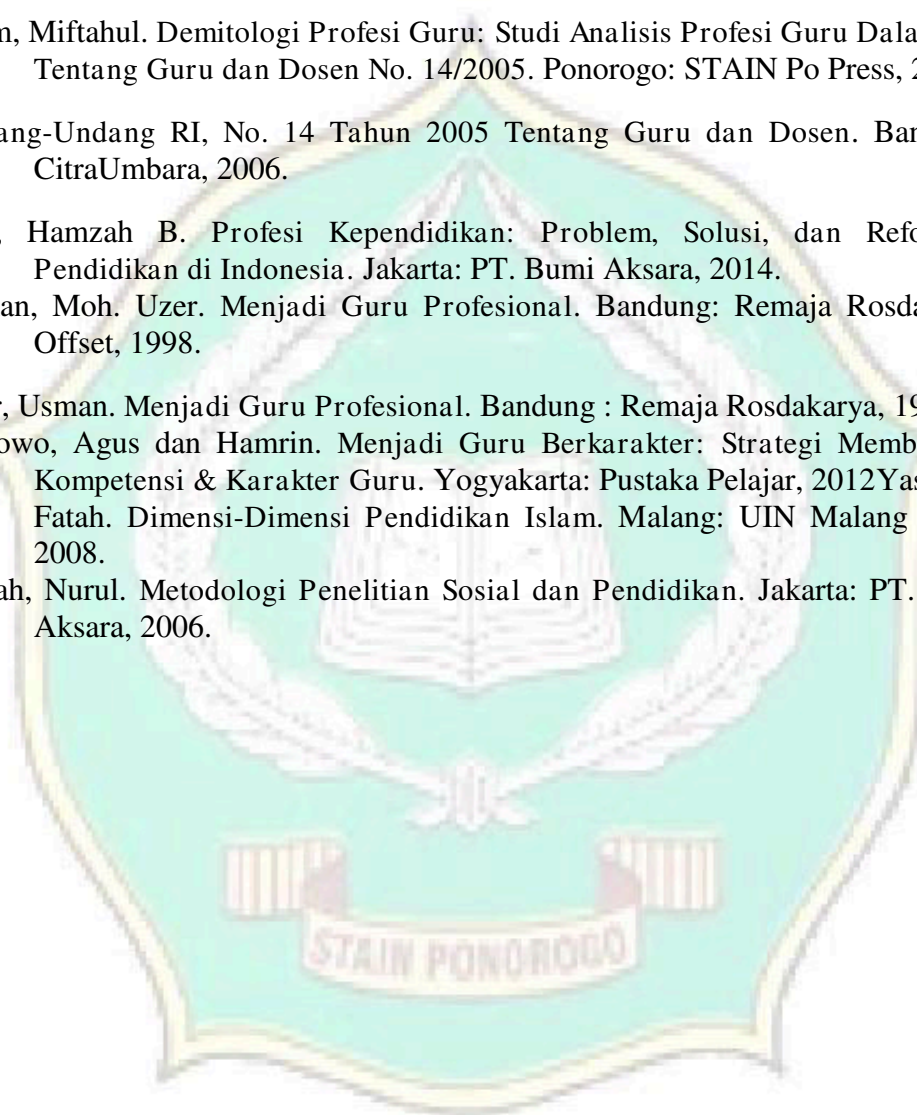 n, Miftahul. Demitologi Profesi Guru: Studi Analisis Profesi Guru Dala
Tentang Guru dan Dosen No. 14/2005. Ponorogo: STAIN Po Press, 2
ang-Undang RI, No. 14 Tahun 2005 Tentang Guru dan Dosen. Ban
CitraUmbara, 2006.
, Hamzah B. Profesi Kependidikan: Problem, Solusi, dan Refo
Pendidikan di Indonesia. Jakarta: PT. Bumi Aksara, 2014.
an, Moh. Uzer. Menjadi Guru Profesional. Bandung: Remaja Rosda
Offset, 1998.
r, Usman. Menjadi Guru Profesional. Bandung : Remaja Rosdakarya, 19
owo, Agus dan Hamrin. Menjadi Guru Berkarakter: Strategi Memb
Kompetensi & Karakter Guru. Yogyakarta: Pustaka Pelajar, 2012Yas
Fatah. Dimensi-Dimensi Pendidikan Islam. Malang: UIN Malang
2008.
ah, Nurul. Metodologi Penelitian Sosial dan Pendidikan. Jakarta: PT.
Aksara, 2006.
STAIN PONOROGO